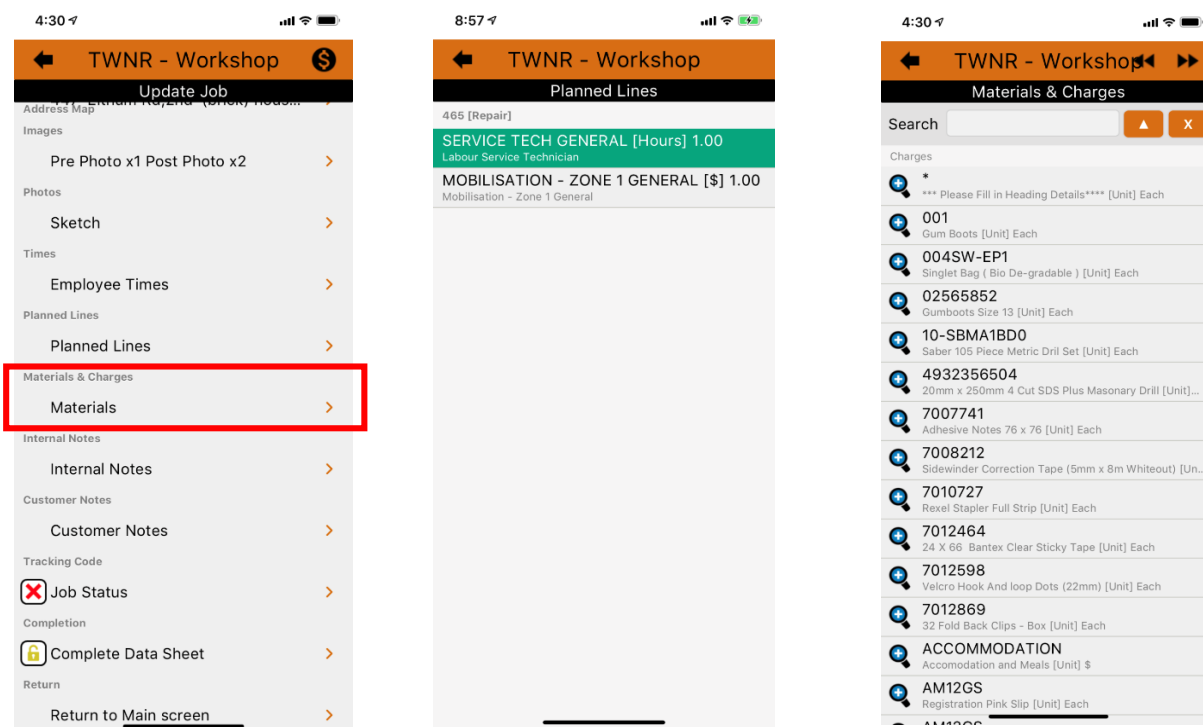 4:30
TWNR - Workshop
Update Job
Address Map
Images
Pre Photo x1 Post Photo x2
Photos
Sketch
Times
Employee Times
Planned Lines
Planned Lines
Materials & Charges
Materials
Internal Notes
Internal Notes
Customer Notes
Customer Notes
Tracking Code
Job Status
Completion
Complete Data Sheet
Return
Return to Main screen
8:57
TWNR - Workshop
Planned Lines
465 [Repair]
SERVICE TECH GENERAL [Hours] 1.00
Labour Service Technician
MOBILISATION - ZONE 1 GENERAL [$] 1.00
Mobilisation - Zone 1 General
4:30
TWNR - Workshop
Materials & Charges
Search
X
Charges
*
*** Please Fill in Heading Details**** [Unit] Each
001
Gum Boots [Unit] Each
004SW-EP1
Singlet Bag ( Bio De-gradable ) [Unit] Each
02565852
Gumboots Size 13 [Unit] Each
10-SBMA1BD0
Saber 105 Piece Metric Dril Set [Unit] Each
4932356504
20mm x 250mm 4 Cut SDS Plus Masonary Drill [Unit]...
7007741
Adhesive Notes 76 x 76 [Unit] Each
7008212
Sidewinder Correction Tape (5mm x 8m Whiteout) [Un...
7010727
Rexel Stapler Full Strip [Unit] Each
7012464
24 X 66 Bantex Clear Sticky Tape [Unit] Each
7012598
Velcro Hook And loop Dots (22mm) [Unit] Each
7012869
32 Fold Back Clips - Box [Unit] Each
ACCOMMODATION
Accomodation and Meals [Unit] $
AM12GS
Registration Pink Slip [Unit] Each